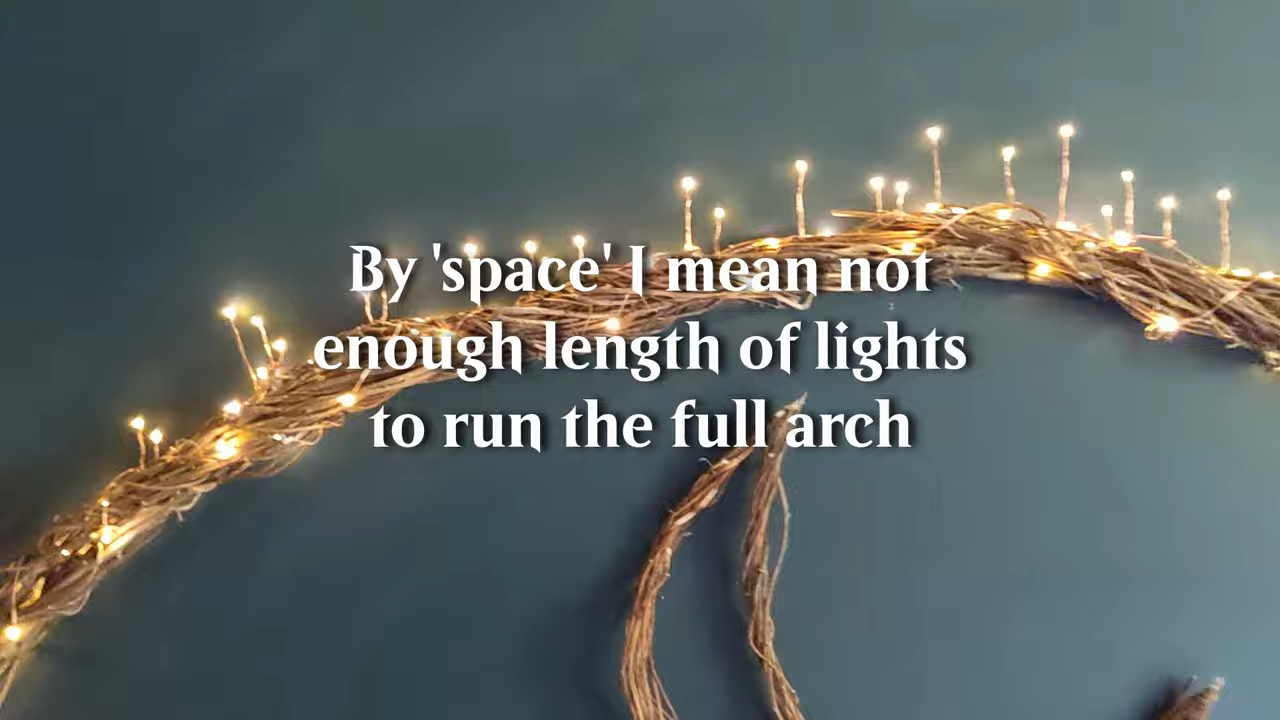 By 'space' I mean not
enough length of lights
to run the full arch